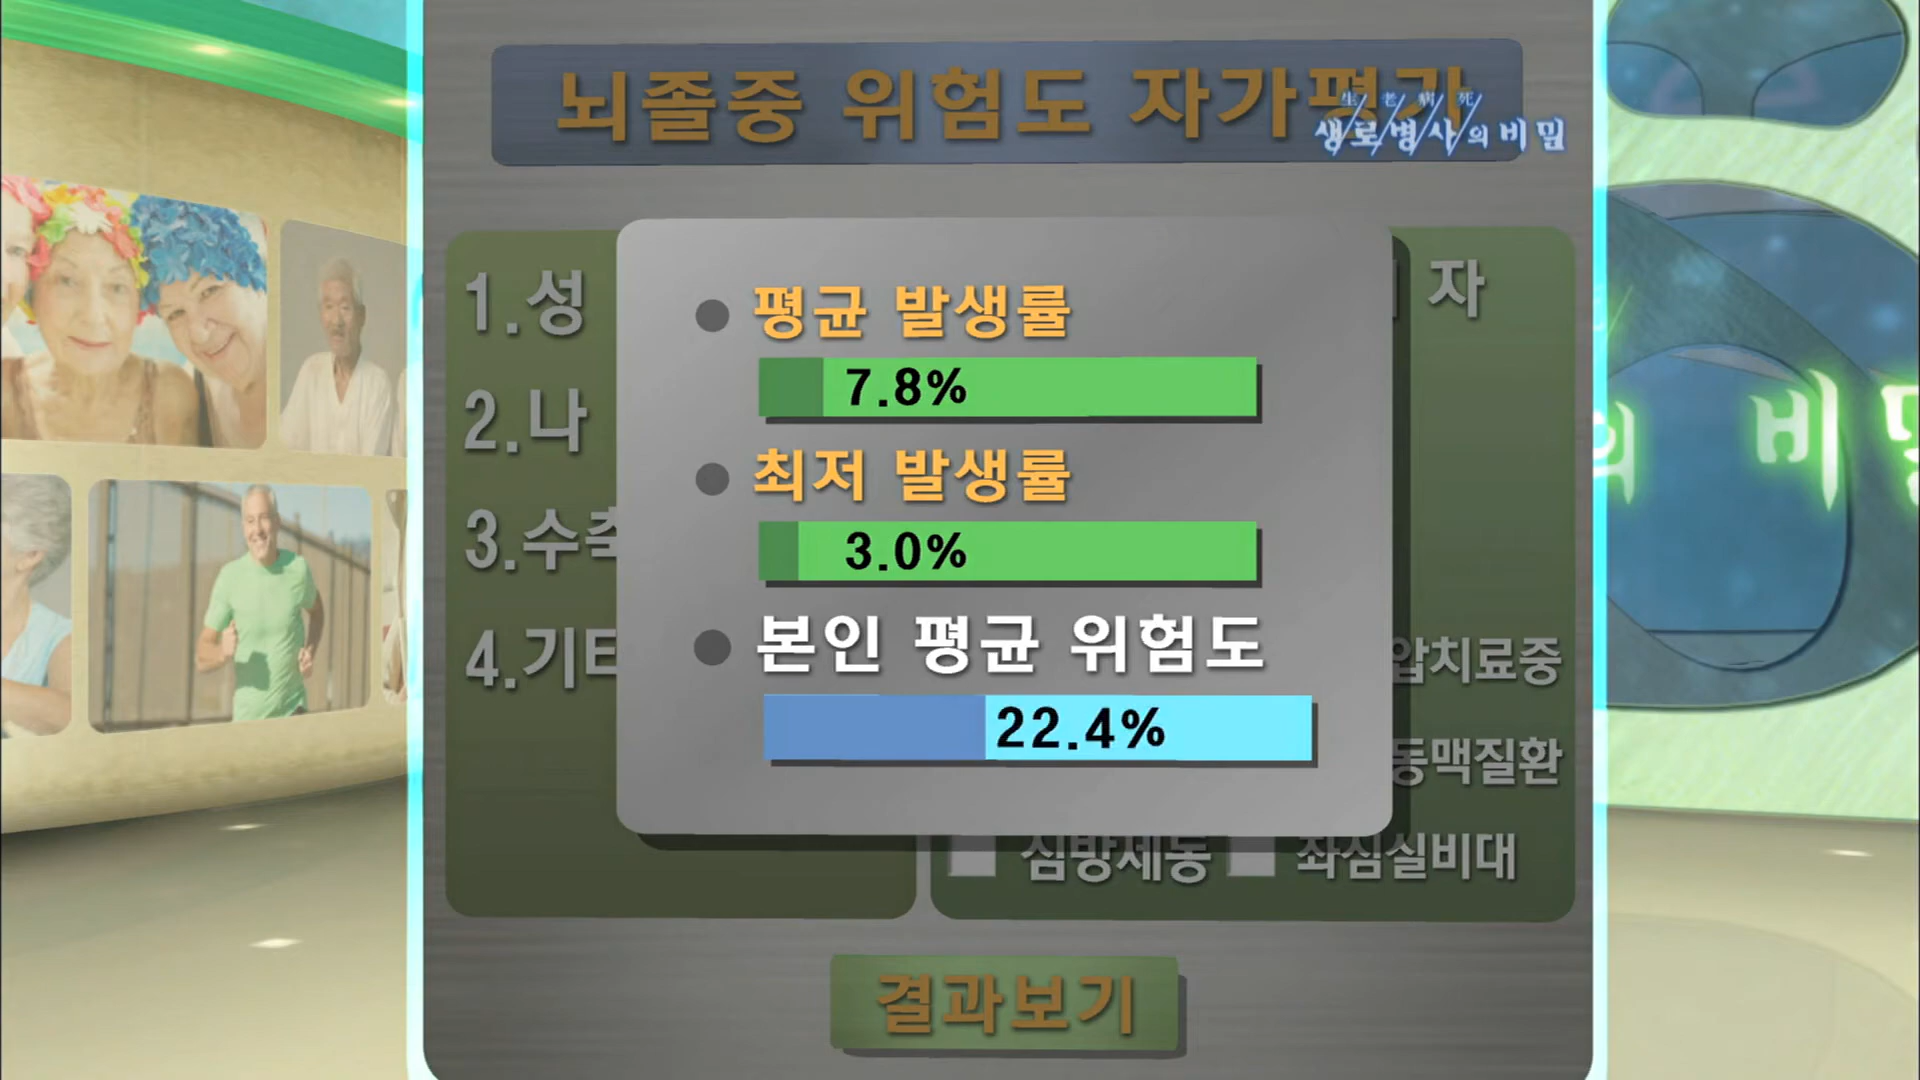 뇌졸중 위험도 자가평가
生老病死
생로병사의 비밀
1.성
자
2.나
3.수축
4.기타
평균 발생률
7.8%
최저 발생률
3.0%
본인 평균 위험도
22.4%
압치료중
동맥질환
심방세동
좌심실비대
결과보기
의 비밀